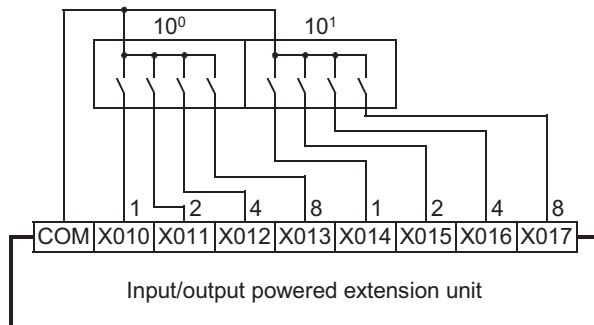 10⁰ 10¹
1 2 4 8 1 2 4 8
COM X010 X011 X012 X013 X014 X015 X016 X017
Input/output powered extension unit